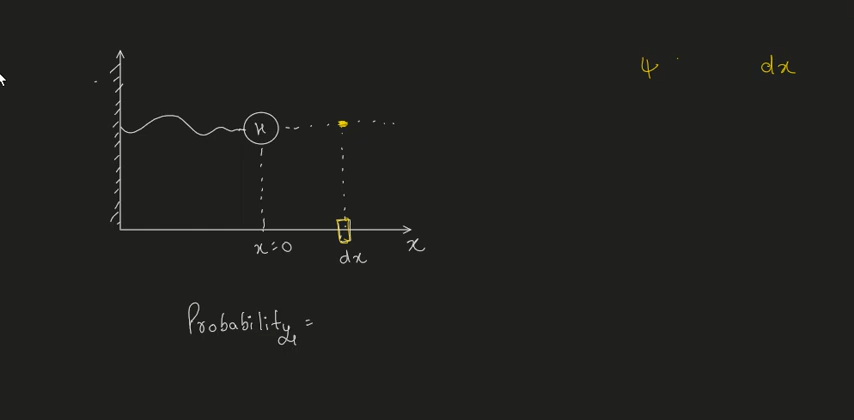 ψ dx
H
x=0
dx
x
Probability =